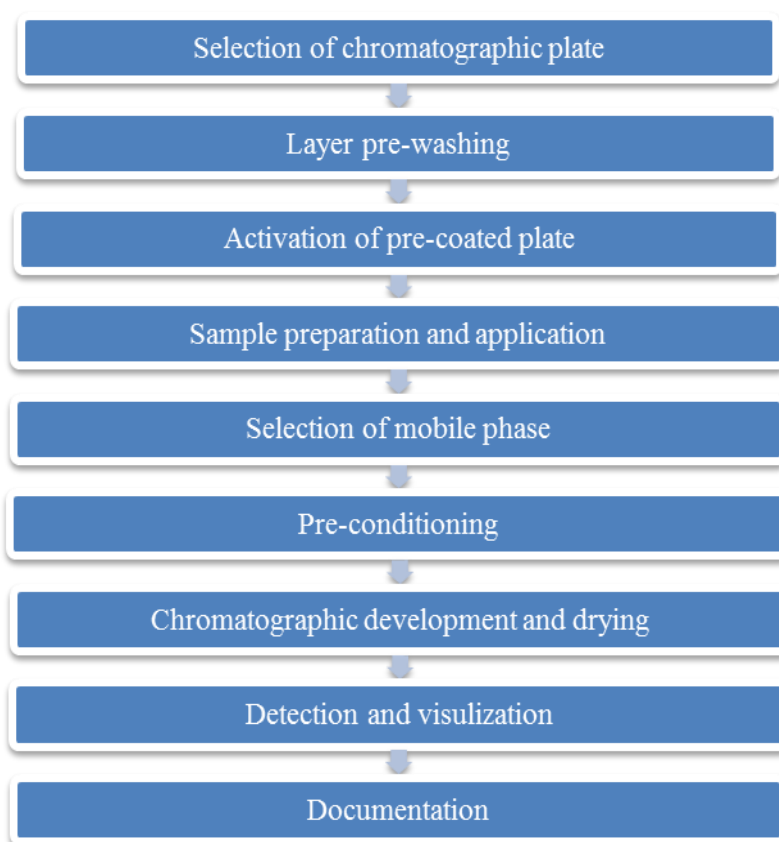 Selection of chromatographic plate
Layer pre-washing
Activation of pre-coated plate
Sample preparation and application
Selection of mobile phase
Pre-conditioning
Chromatographic development and drying
Detection and visulization
Documentation